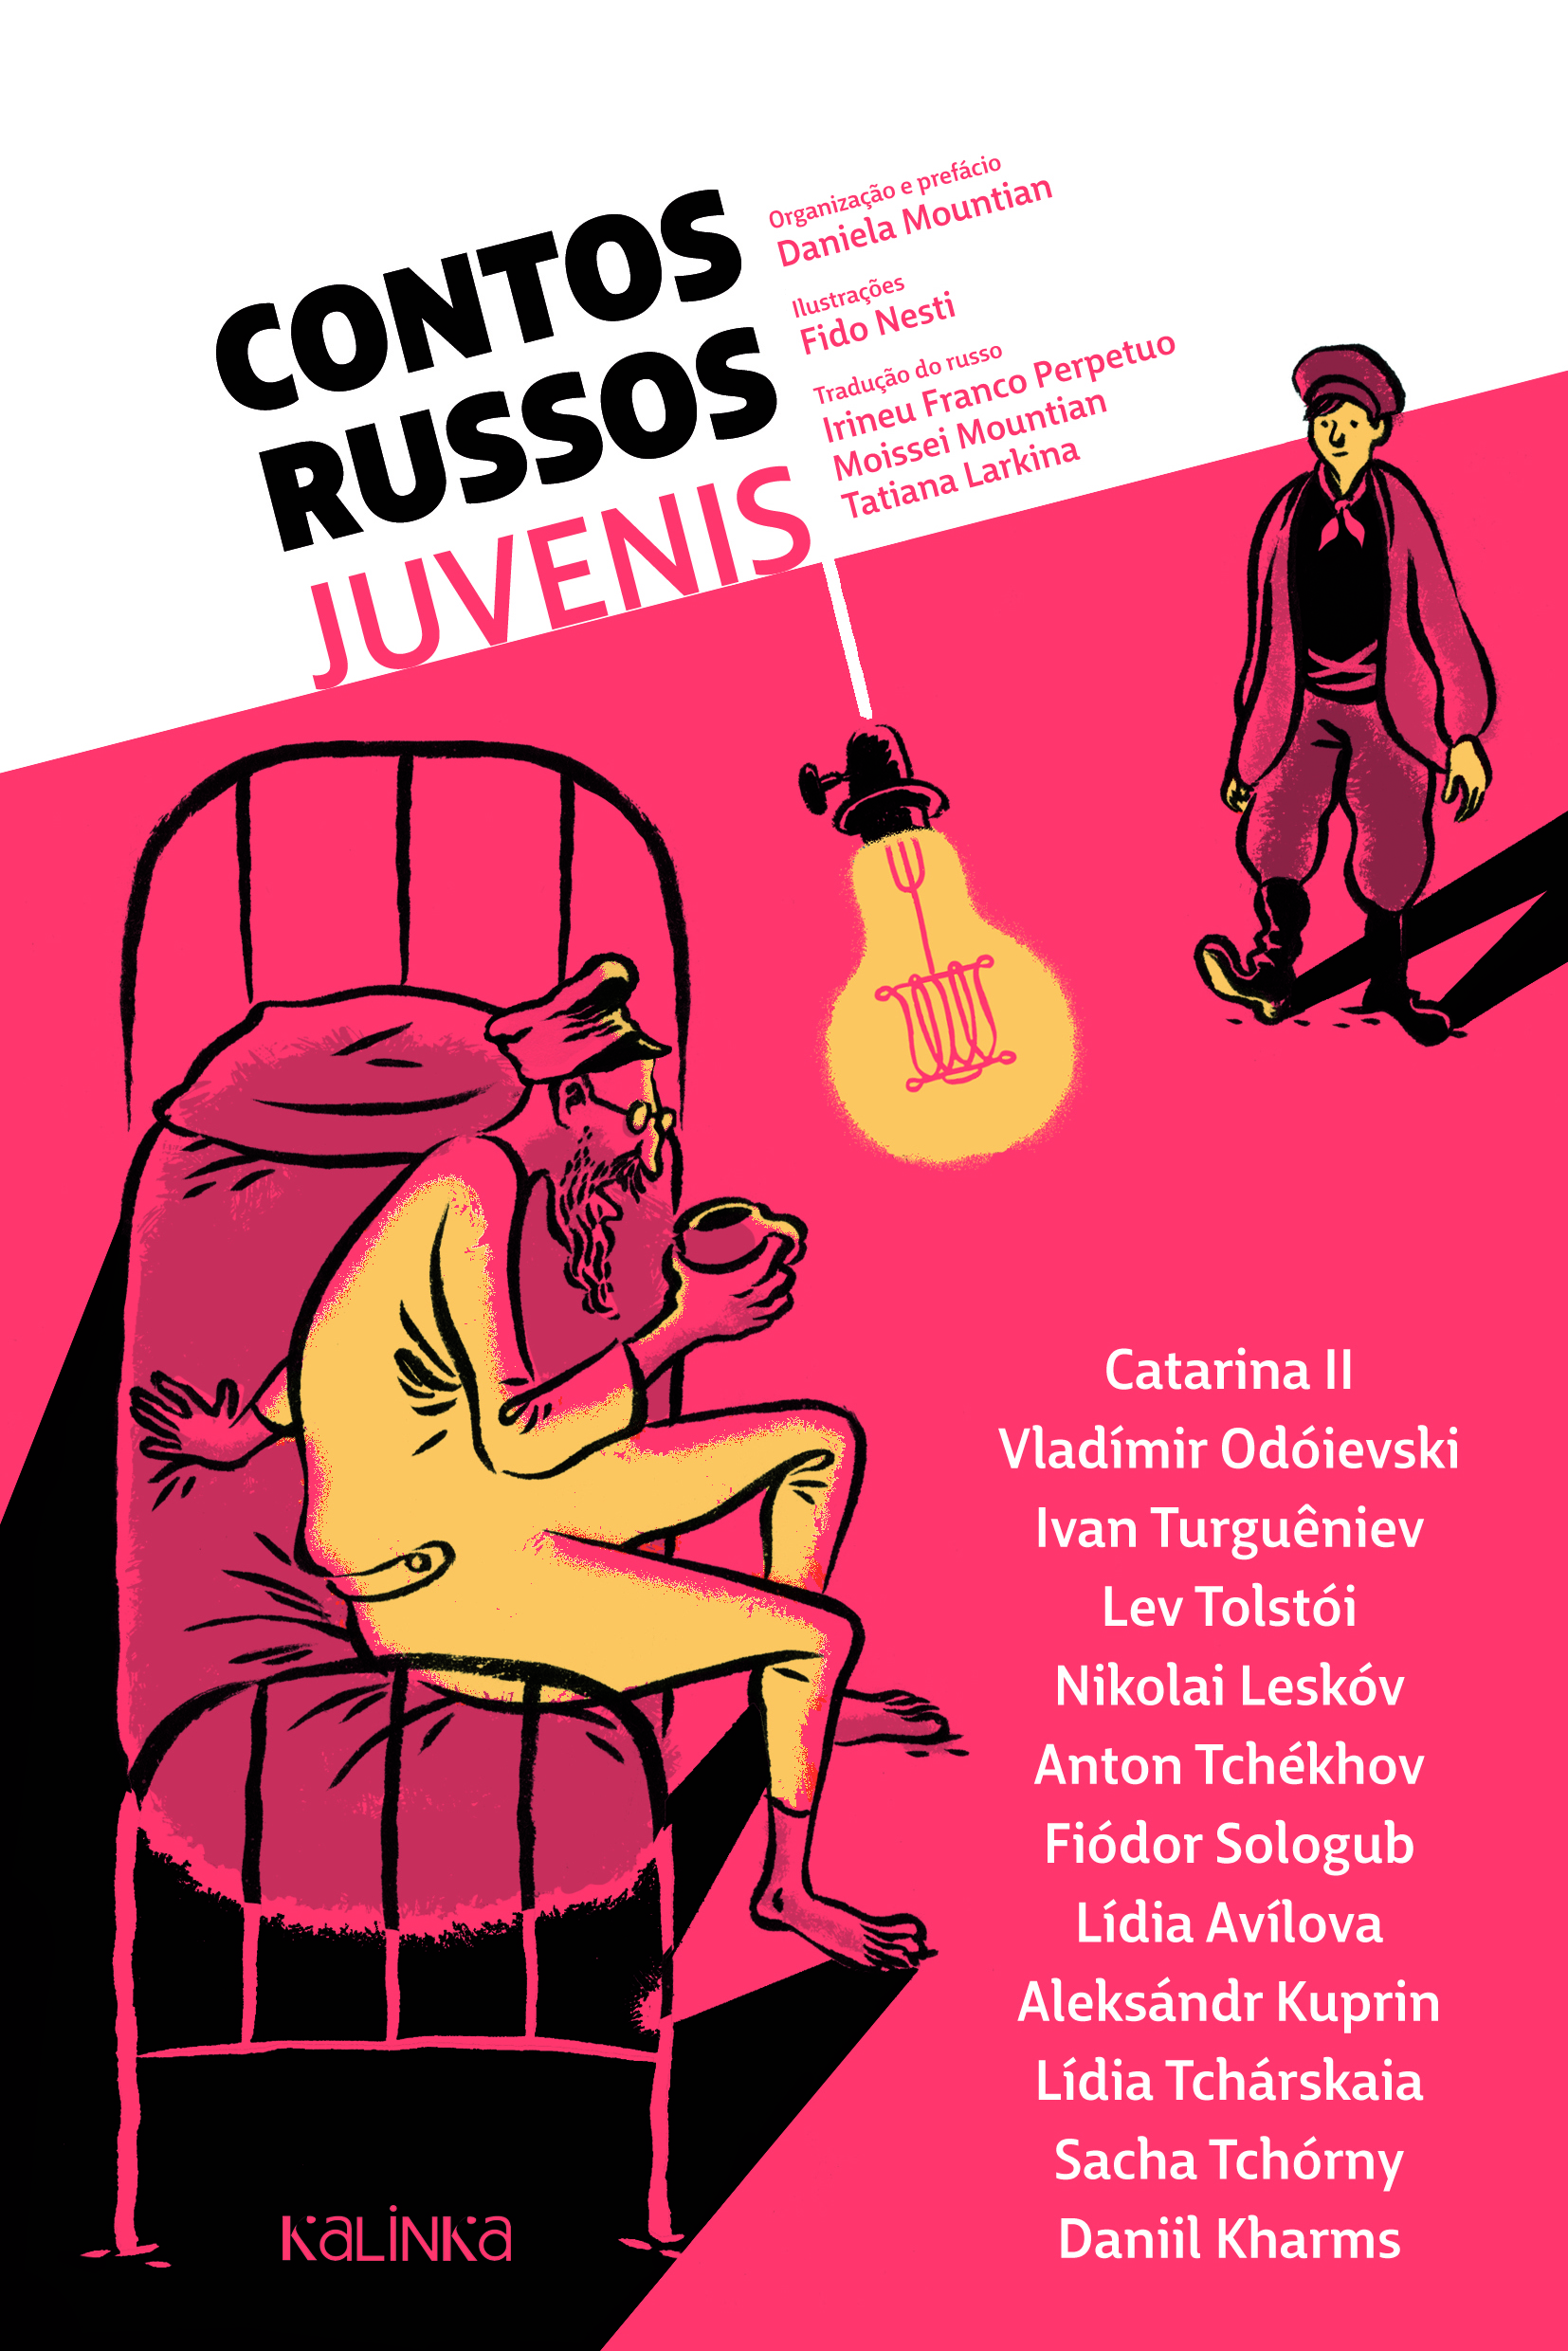 CONTOS
RUSSOS
JUVENIS
Organização e prefácio
Daniela Mountian
Ilustrações
Fido Nesti
Tradução do russo
Irineu Franco Perpetuo
Moissei Mountian
Tatiana Larkina
Catarina II
Vladímir Odóievski
Ivan Turguêniev
Lev Tolstói
Nikolai Leskóv
Anton Tchékhov
Fiódor Sologub
Lídia Avílova
Aleksándr Kuprin
Lídia Tchárskaia
Sacha Tchórny
Daniil Kharms
KALINKA